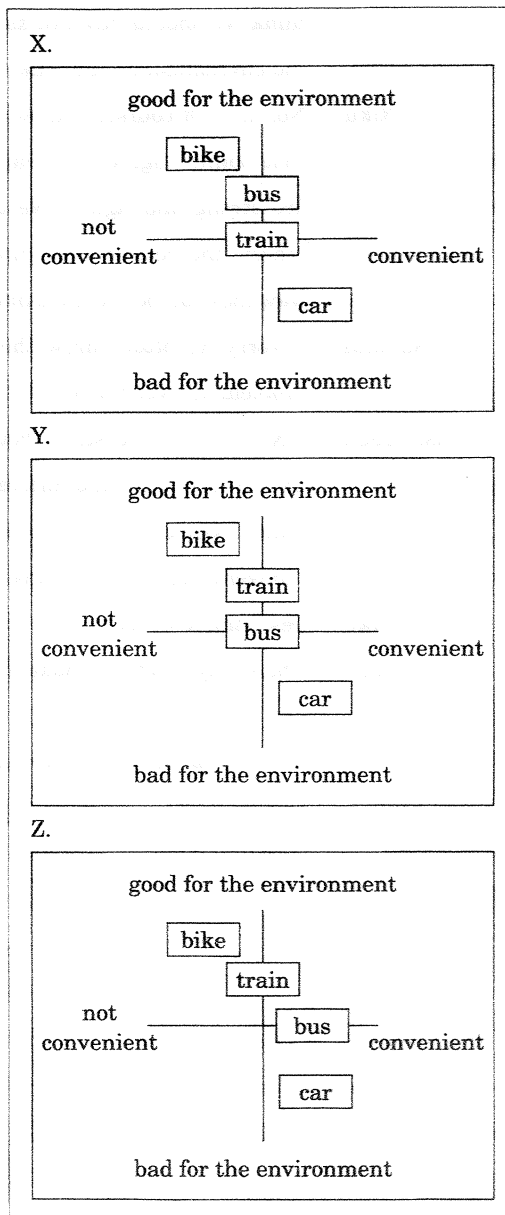 X.
good for the environment
bike
bus
not
convenient
train
convenient
car
bad for the environment
Y.
good for the environment
bike
train
not
convenient
bus
convenient
car
bad for the environment
Z.
good for the environment
bike
train
not
convenient
bus
convenient
car
bad for the environment